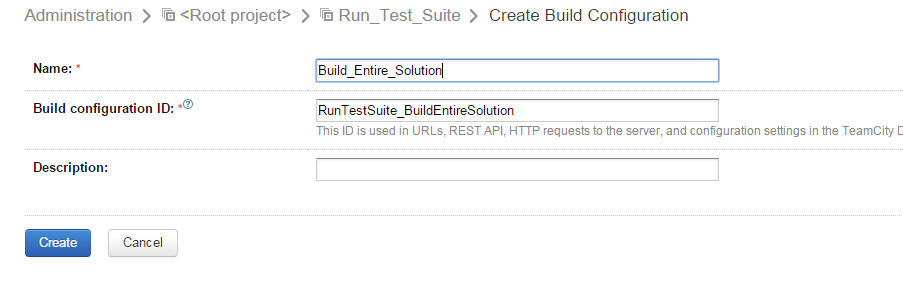 Administration > <Root project> > Run_Test_Suite > Create Build Configuration
Name: * Build_Entire_Solution
Build configuration ID: * ? RunTestSuite_BuildEntireSolution
This ID is used in URLs, REST API, HTTP requests to the server, and configuration settings in the TeamCity D
Description:
Create Cancel